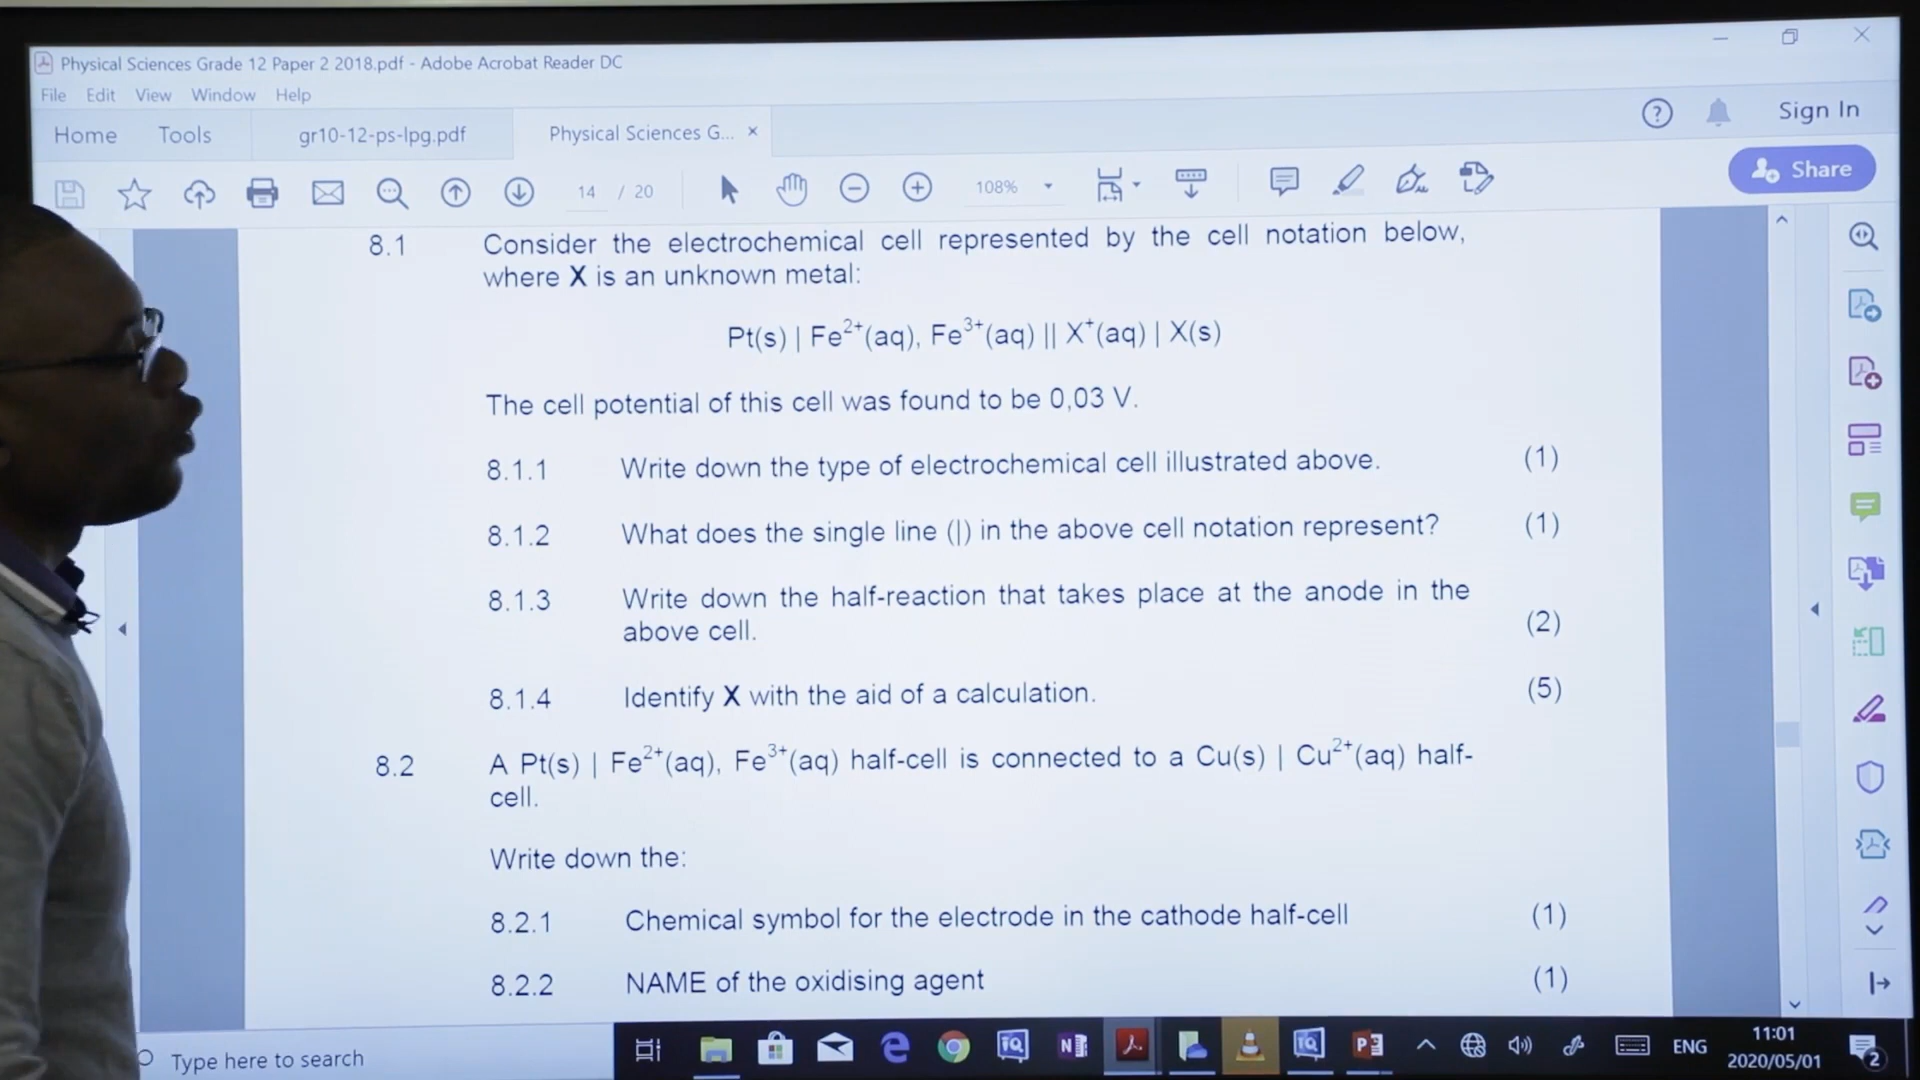 Physical Sciences Grade 12 Paper 2 2018.pdf - Adobe Acrobat Reader DC
File Edit View Window Help
Home Tools gr10-12-ps-lpg.pdf Physical Sciences G... × Sign In
14 / 20 108% Share
8.1 Consider the electrochemical cell represented by the cell notation below,
where X is an unknown metal:
Pt(s) | Fe²⁺(aq), Fe³⁺(aq) || X⁺(aq) | X(s)
The cell potential of this cell was found to be 0,03 V.
8.1.1 Write down the type of electrochemical cell illustrated above. (1)
8.1.2 What does the single line (|) in the above cell notation represent? (1)
8.1.3 Write down the half-reaction that takes place at the anode in the
above cell. (2)
8.1.4 Identify X with the aid of a calculation. (5)
8.2 A Pt(s) | Fe²⁺(aq), Fe³⁺(aq) half-cell is connected to a Cu(s) | Cu²⁺(aq) half-
cell.
Write down the:
8.2.1 Chemical symbol for the electrode in the cathode half-cell (1)
8.2.2 NAME of the oxidising agent (1)
Type here to search
ENG
11:01
2020/05/01
2